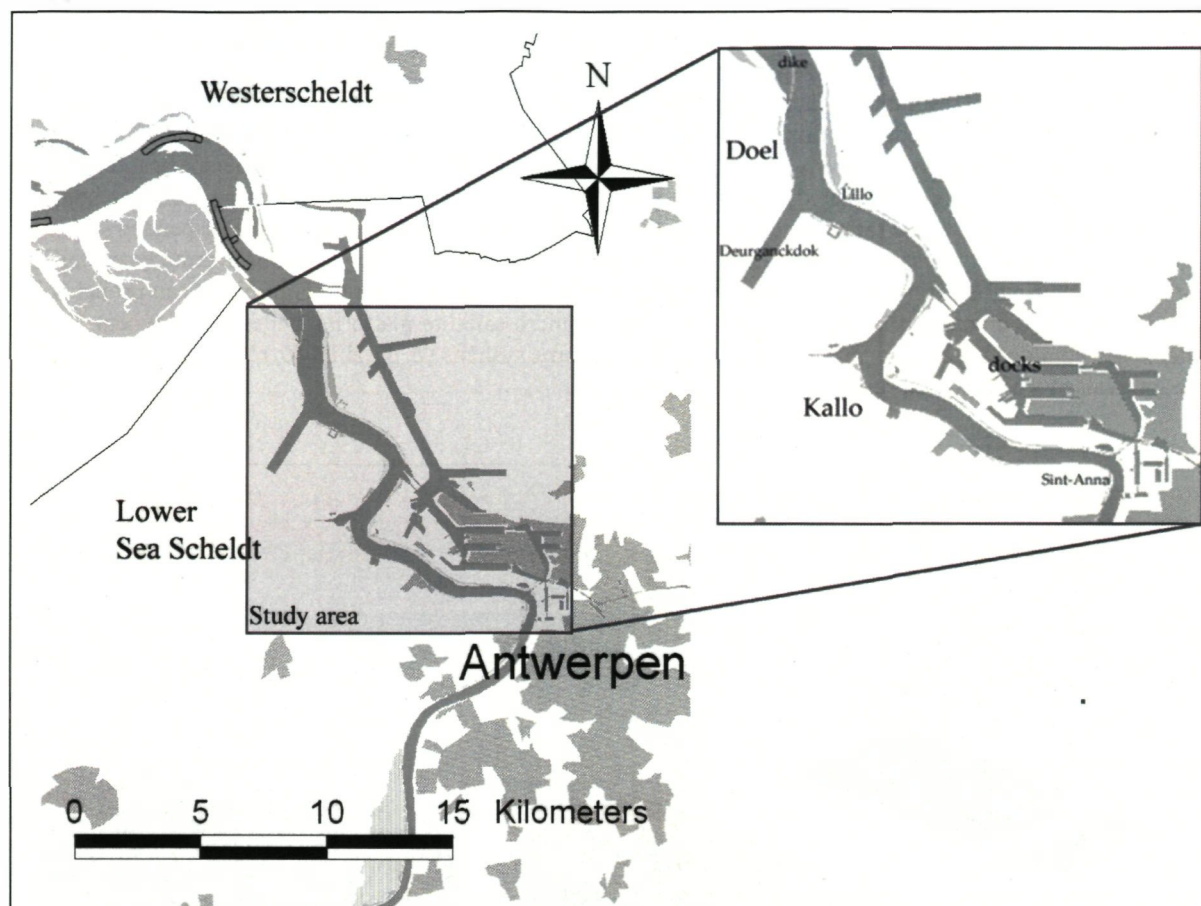 Westerscheldt
N
dike
Doel
Lillo
Deurganckdok
docks
Kallo
Sint-Anna
Lower
Sea Scheldt
Study area
Antwerpen
0 5 10 15 Kilometers